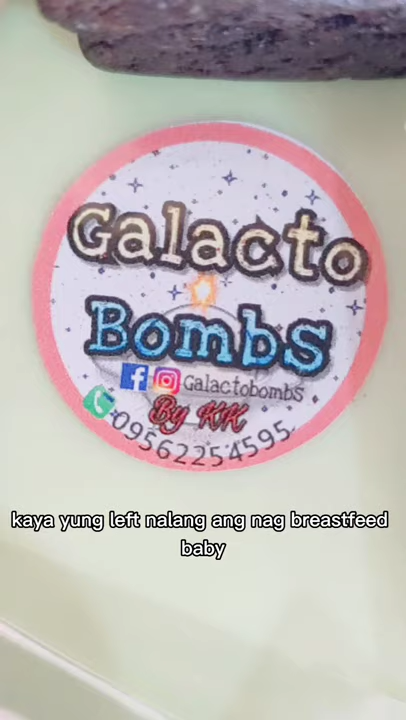 Galacto
Bombs
Galactobombs
By KK
09562254595
kaya yung left nalang ang nag breastfeed
baby